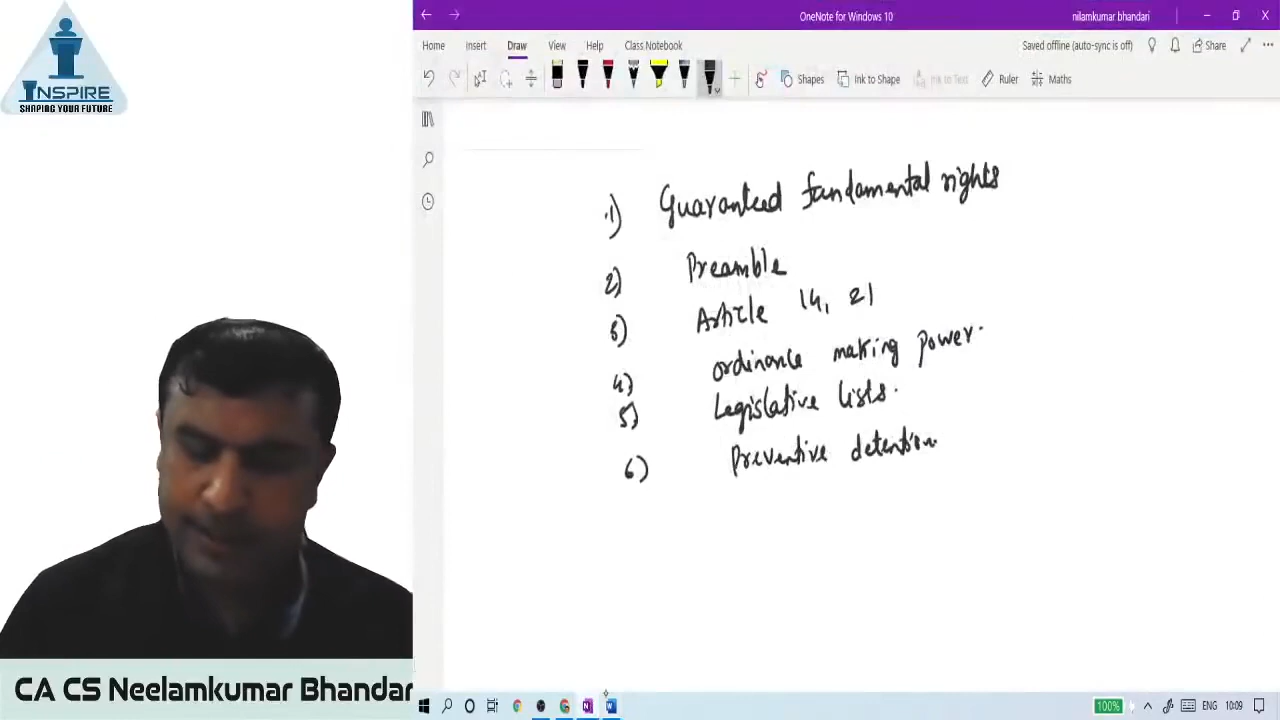 INSPIRE
SHAPING YOUR FUTURE
OneNote for Windows 10
nilamkumar bhandari
Home Insert Draw View Help Class Notebook
Saved offline (auto-sync is off)
Share
Shapes
Ink to Shape
Ink to Text
Ruler
Maths
1) Guaranteed fundamental rights
2) Preamble
3) Article 14, 21
4) ordinance making power.
5) Legislative lists.
6) Preventive detention
CA CS Neelamkumar Bhandar
100%
ENG
10:09